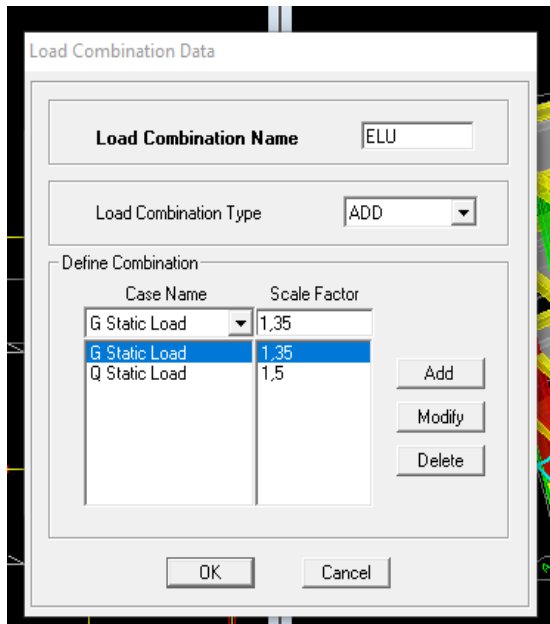 Load Combination Data
Load Combination Name ELU
Load Combination Type ADD
Define Combination
Case Name Scale Factor
G Static Load 1,35
G Static Load 1,35
Q Static Load 1,5
Add
Modify
Delete
OK Cancel